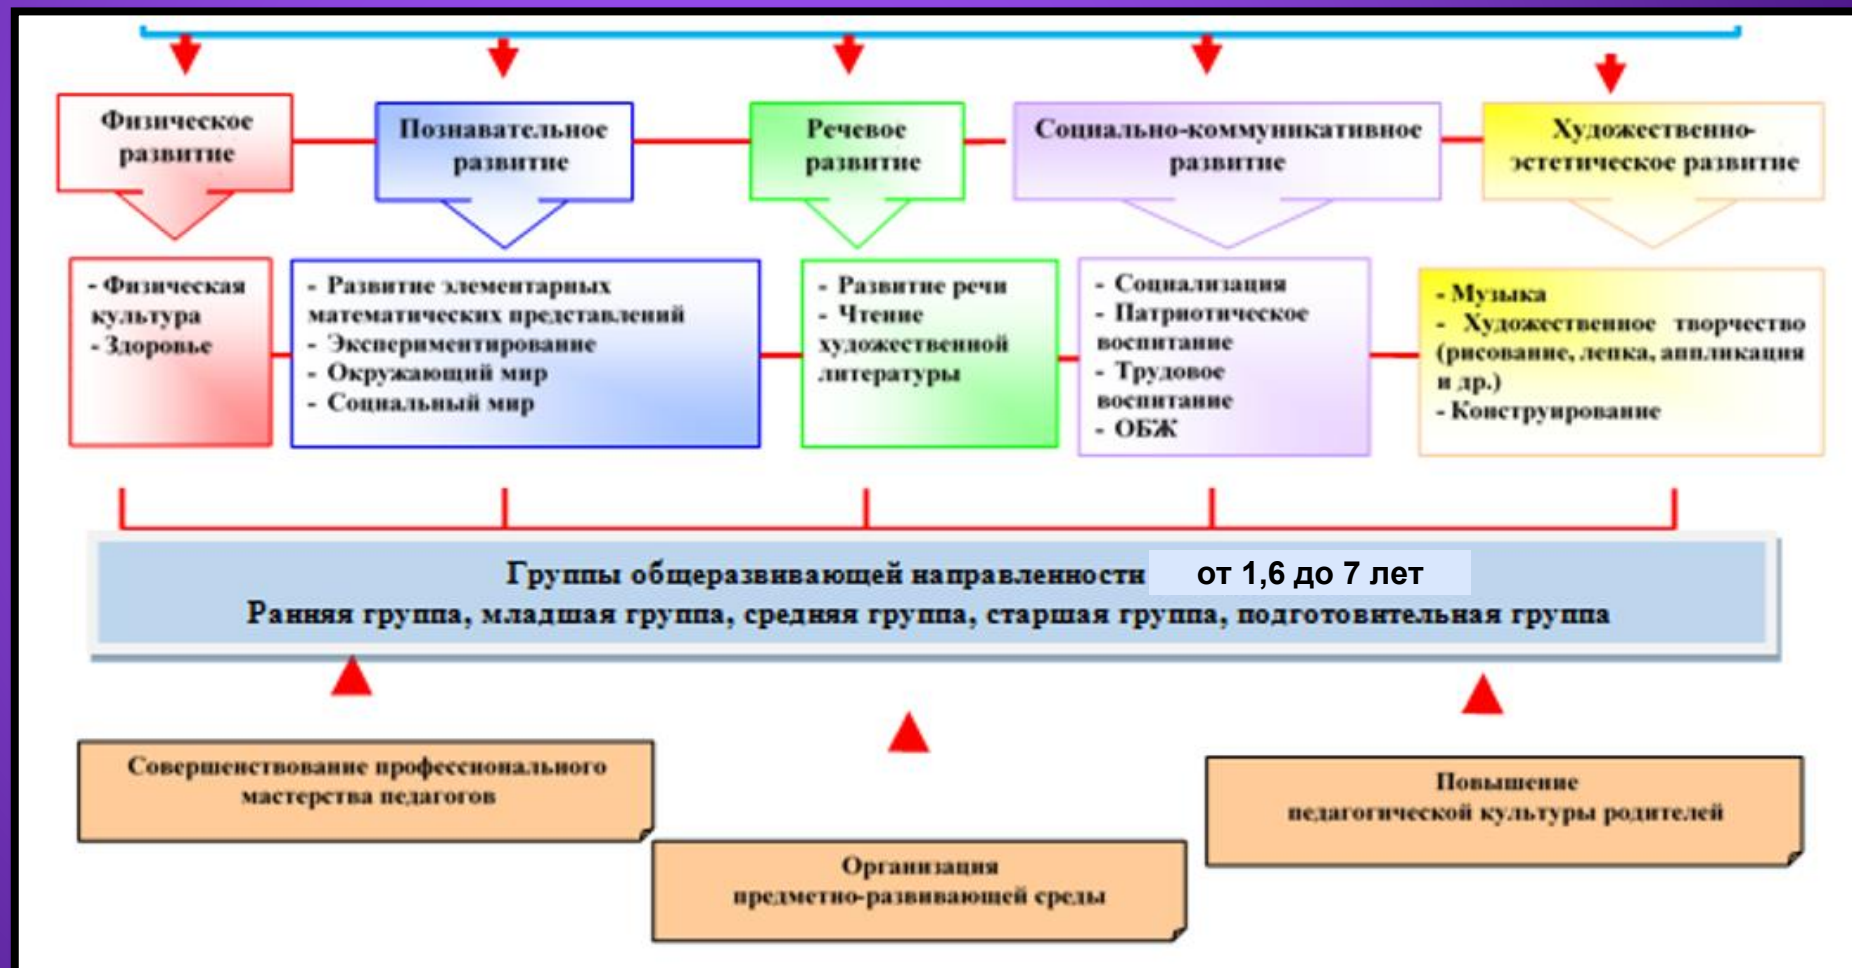 Физическое
развитие
Познавательное
развитие
Речевое
развитие
Социально-коммуникативное
развитие
Художественно-
эстетическое развитие
- Физическая
культура
- Здоровье
- Развитие элементарных
математических представлений
- Экспериментирование
- Окружающий мир
- Социальный мир
- Развитие речи
- Чтение
художественной
литературы
- Социализация
- Патриотическое
воспитание
- Трудовое
воспитание
- ОБЖ
- Музыка
- Художественное творчество
(рисование, лепка, аппликация
и др.)
- Конструирование
Группы общеразвивающей направленности от 1,6 до 7 лет
Ранняя группа, младшая группа, средняя группа, старшая группа, подготовительная группа
Совершенствование профессионального
мастерства педагогов
Организация
предметно-развивающей среды
Повышение
педагогической культуры родителей